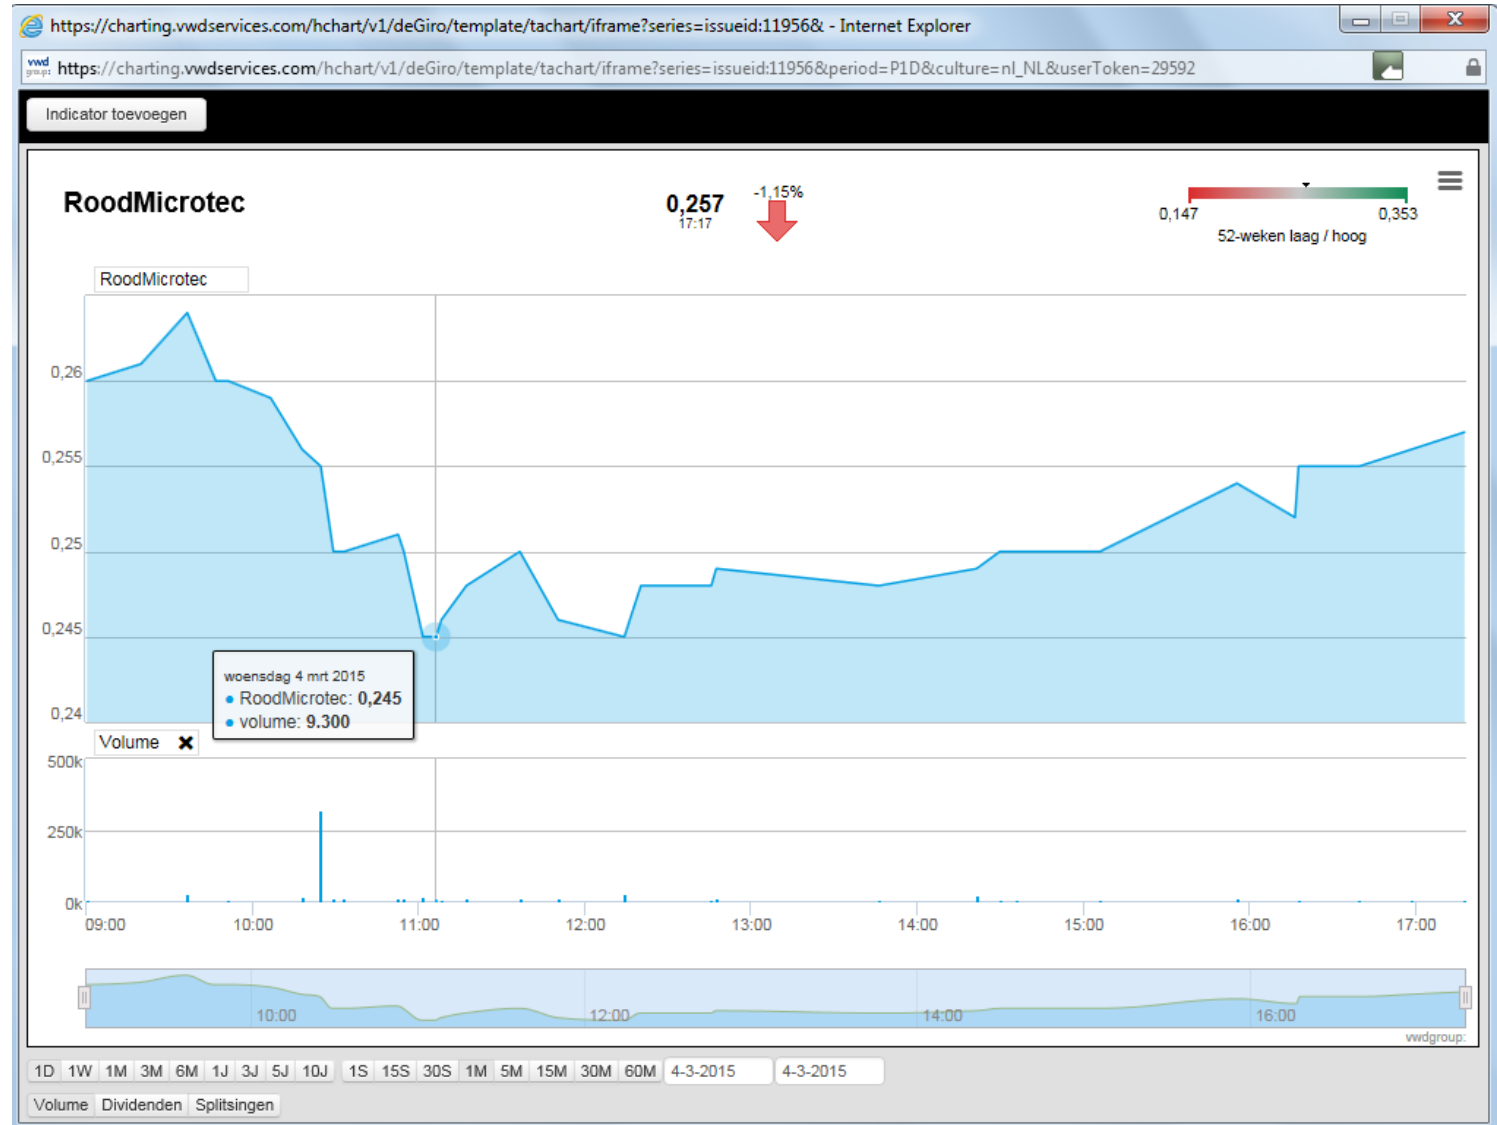 https://charting.vwdservices.com/hchart/v1/deGiro/template/tachart/iframe?series=issueid:11956& - Internet Explorer
vwd group: https://charting.vwdservices.com/hchart/v1/deGiro/template/tachart/iframe?series=issueid:11956&period=P1D&culture=nl_NL&userToken=29592
Indicator toevoegen
RoodMicrotec
0,257
17:17
-1,15%
0,147 0,353
52-weken laag / hoog
RoodMicrotec
0,26
0,255
0,25
0,245
0,24
woensdag 4 mrt 2015
RoodMicrotec: 0,245
volume: 9.300
Volume
500k
250k
0k
09:00 10:00 11:00 12:00 13:00 14:00 15:00 16:00 17:00
10:00 12:00 14:00 16:00
vwdgroup:
1D 1W 1M 3M 6M 1J 3J 5J 10J 1S 15S 30S 1M 5M 15M 30M 60M 4-3-2015 4-3-2015
Volume Dividenden Splitsingen